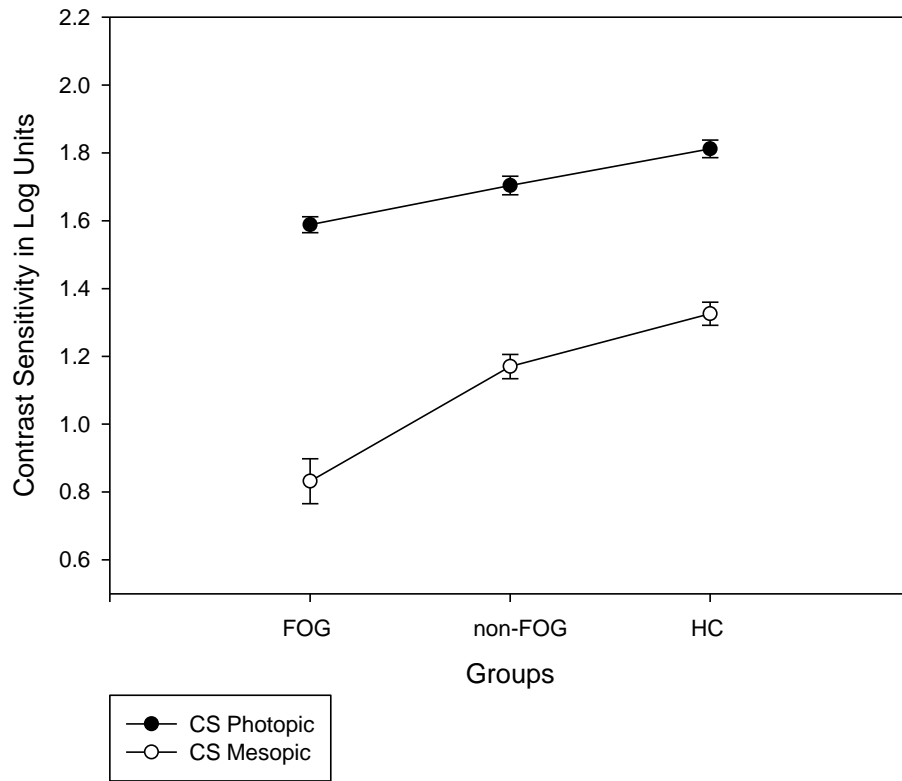 Contrast Sensitivity in Log Units
2.2
2.0
1.8
1.6
1.4
1.2
1.0
0.8
0.6
FOG non-FOG HC
Groups
CS Photopic
CS Mesopic